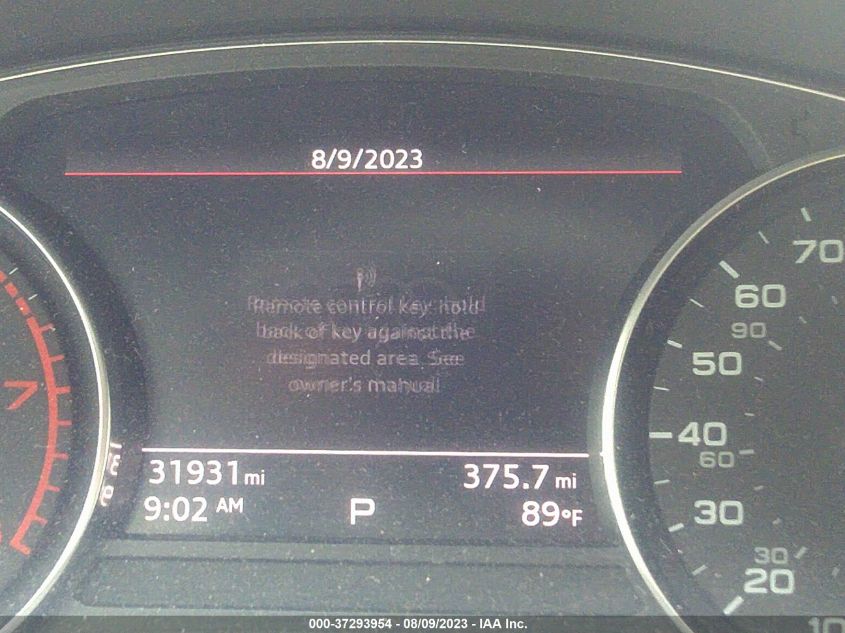 8/9/2023
Remote control key: hold
back of key against the
designated area. See
owner's manual.
31931 mi 375.7 mi
9:02 AM P 89°F
7
70
60
90
50
40
60
30
30
20
10
000-37293954 - 08/09/2023 - IAA Inc.